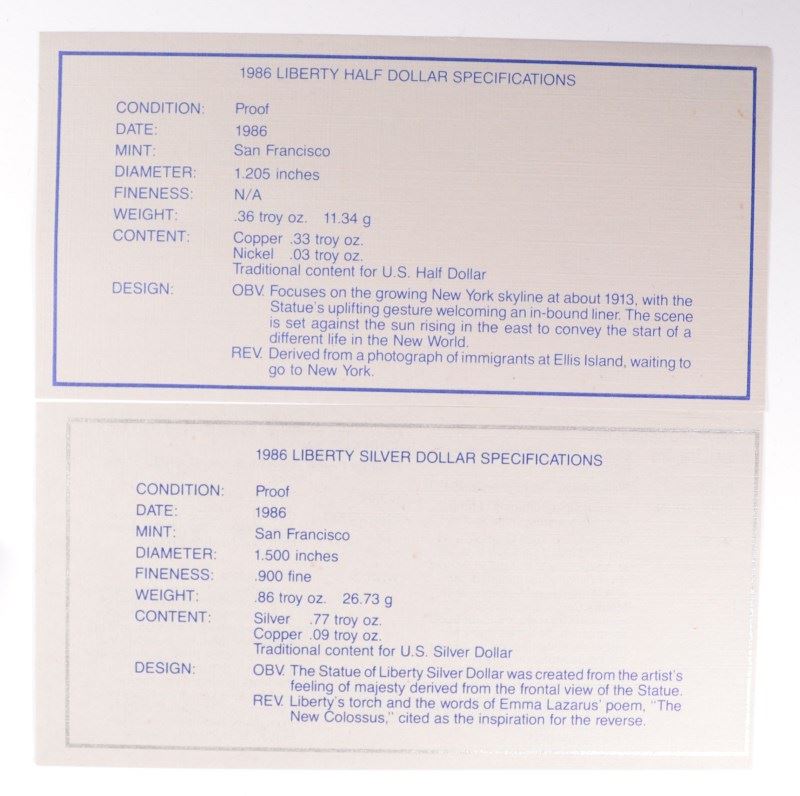 1986 LIBERTY HALF DOLLAR SPECIFICATIONS
CONDITION: Proof
DATE: 1986
MINT: San Francisco
DIAMETER: 1.205 inches
FINENESS: N/A
WEIGHT: .36 troy oz. 11.34 g
CONTENT: Copper .33 troy oz.
Nickel .03 troy oz.
Traditional content for U.S. Half Dollar
DESIGN: OBV. Focuses on the growing New York skyline at about 1913, with the
Statue's uplifting gesture welcoming an in-bound liner. The scene
is set against the sun rising in the east to convey the start of a
different life in the New World.
REV. Derived from a photograph of immigrants at Ellis Island, waiting to
go to New York.
1986 LIBERTY SILVER DOLLAR SPECIFICATIONS
CONDITION: Proof
DATE: 1986
MINT: San Francisco
DIAMETER: 1.500 inches
FINENESS: .900 fine
WEIGHT: .86 troy oz. 26.73 g
CONTENT: Silver .77 troy oz.
Copper .09 troy oz.
Traditional content for U.S. Silver Dollar
DESIGN: OBV. The Statue of Liberty Silver Dollar was created from the artist's
feeling of majesty derived from the frontal view of the Statue.
REV. Liberty's torch and the words of Emma Lazarus' poem, "The
New Colossus," cited as the inspiration for the reverse.